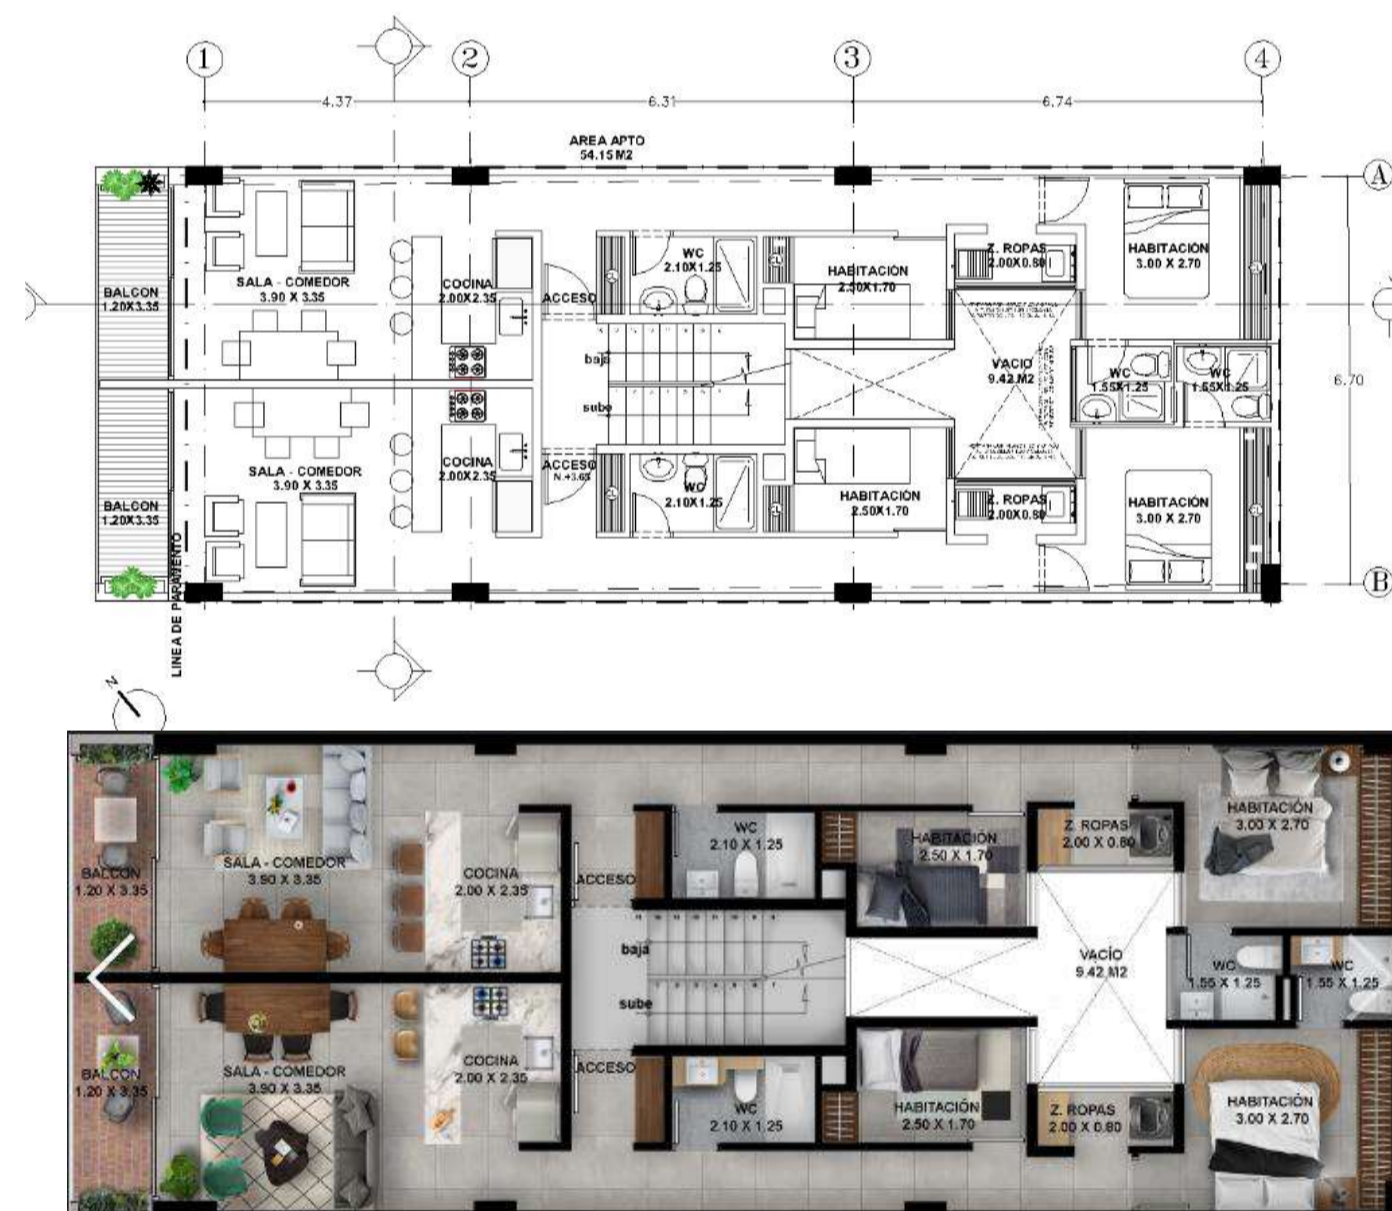 1
2
3
4
4.37
6.31
6.74
AREA APTO
54.15 M2
A
WC
2.10X1.25
Z. ROPAS
2.00X0.80
HABITACIÓN
3.00 X 2.70
HABITACIÓN
2.50X1.70
SALA - COMEDOR
3.90 X 3.35
COCINA
2.00X2.35
BALCON
1.20X3.35
ACCESO
baja
VACIO
9.42 M2
WC
1.55X1.25
WC
1.55X1.25
6.70
sube
SALA - COMEDOR
3.90 X 3.35
COCINA
2.00X2.35
ACCESO
N.+3.65
WC
2.10X1.25
HABITACIÓN
2.50X1.70
Z. ROPAS
2.00X0.80
HABITACIÓN
3.00 X 2.70
BALCON
1.20X3.35
LINEA DE PARAMENTO
B
N
WC
2.10 X 1.25
HABITACIÓN
2.50 X 1.70
Z. ROPAS
2.00 X 0.80
HABITACIÓN
3.00 X 2.70
BALCON
1.20 X 3.35
SALA - COMEDOR
3.90 X 3.35
COCINA
2.00 X 2.35
ACCESO
baja
sube
VACÍO
9.42 M2
WC
1.55 X 1.25
WC
1.55 X 1.25
BALCON
1.20 X 3.35
SALA - COMEDOR
3.90 X 3.35
COCINA
2.00 X 2.35
ACCESO
WC
2.10 X 1.25
HABITACIÓN
2.50 X 1.70
Z. ROPAS
2.00 X 0.80
HABITACIÓN
3.00 X 2.70